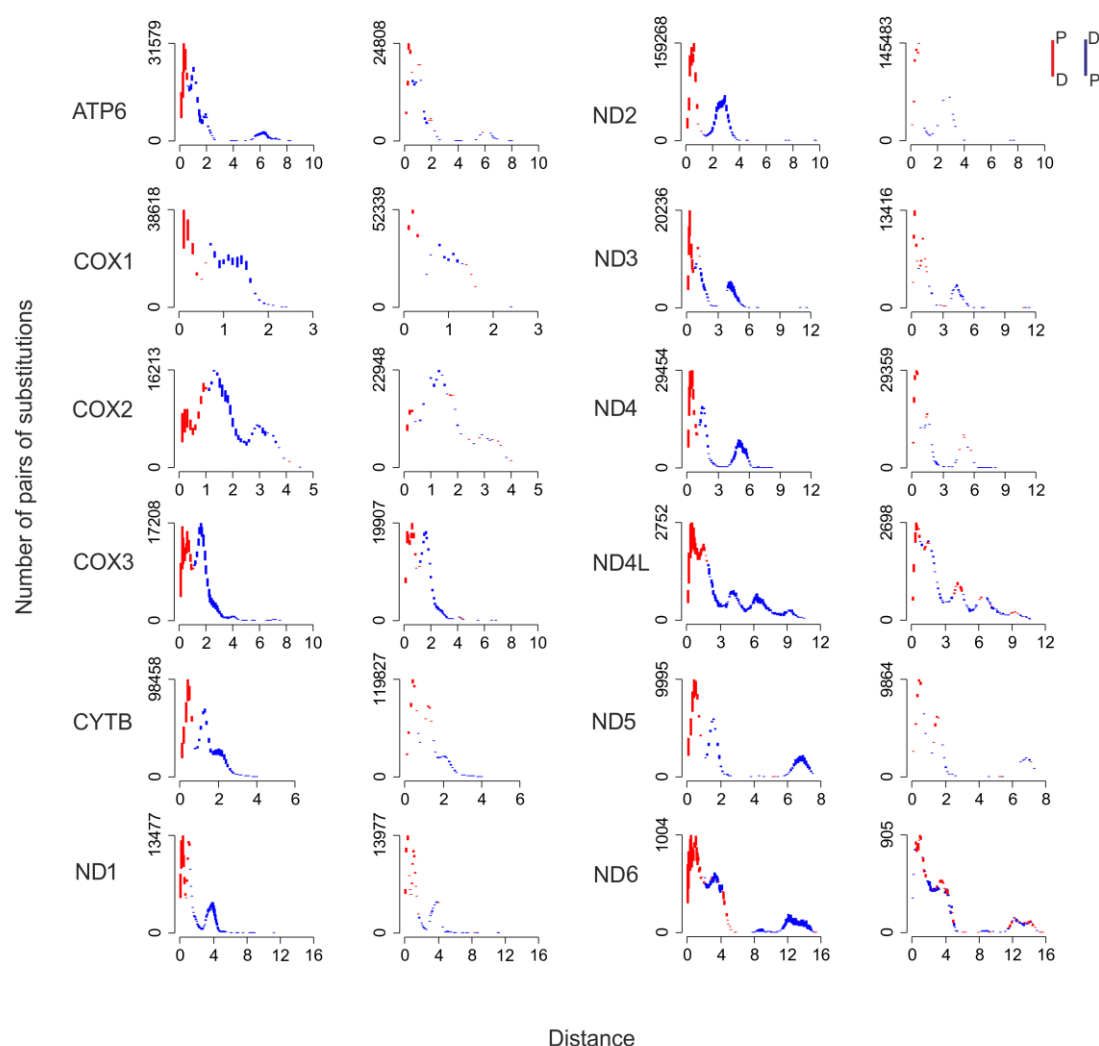 31579
24808
159268
145483
P
D
D
P
ATP6
ND2
0
0
0
0
0 2 4 6 8 10
0 2 4 6 8 10
0 2 4 6 8 10
0 2 4 6 8 10
38618
52339
20236
13416
COX1
ND3
0
0
0
0
0 1 2 3
0 1 2 3
0 3 6 9 12
0 3 6 9 12
Number of pairs of substitutions
16213
22948
29454
29359
COX2
ND4
0
0
0
0
0 1 2 3 4 5
0 1 2 3 4 5
0 3 6 9 12
0 3 6 9 12
17208
19907
2752
2698
COX3
ND4L
0
0
0
0
0 2 4 6 8 10
0 2 4 6 8 10
0 3 6 9 12
0 3 6 9 12
98458
119827
9995
9864
CYTB
ND5
0
0
0
0
0 2 4 6
0 2 4 6
0 2 4 6 8
0 2 4 6 8
13477
13977
1004
905
ND1
ND6
0
0
0
0
0 4 8 12 16
0 4 8 12 16
0 4 8 12 16
0 4 8 12 16
Distance